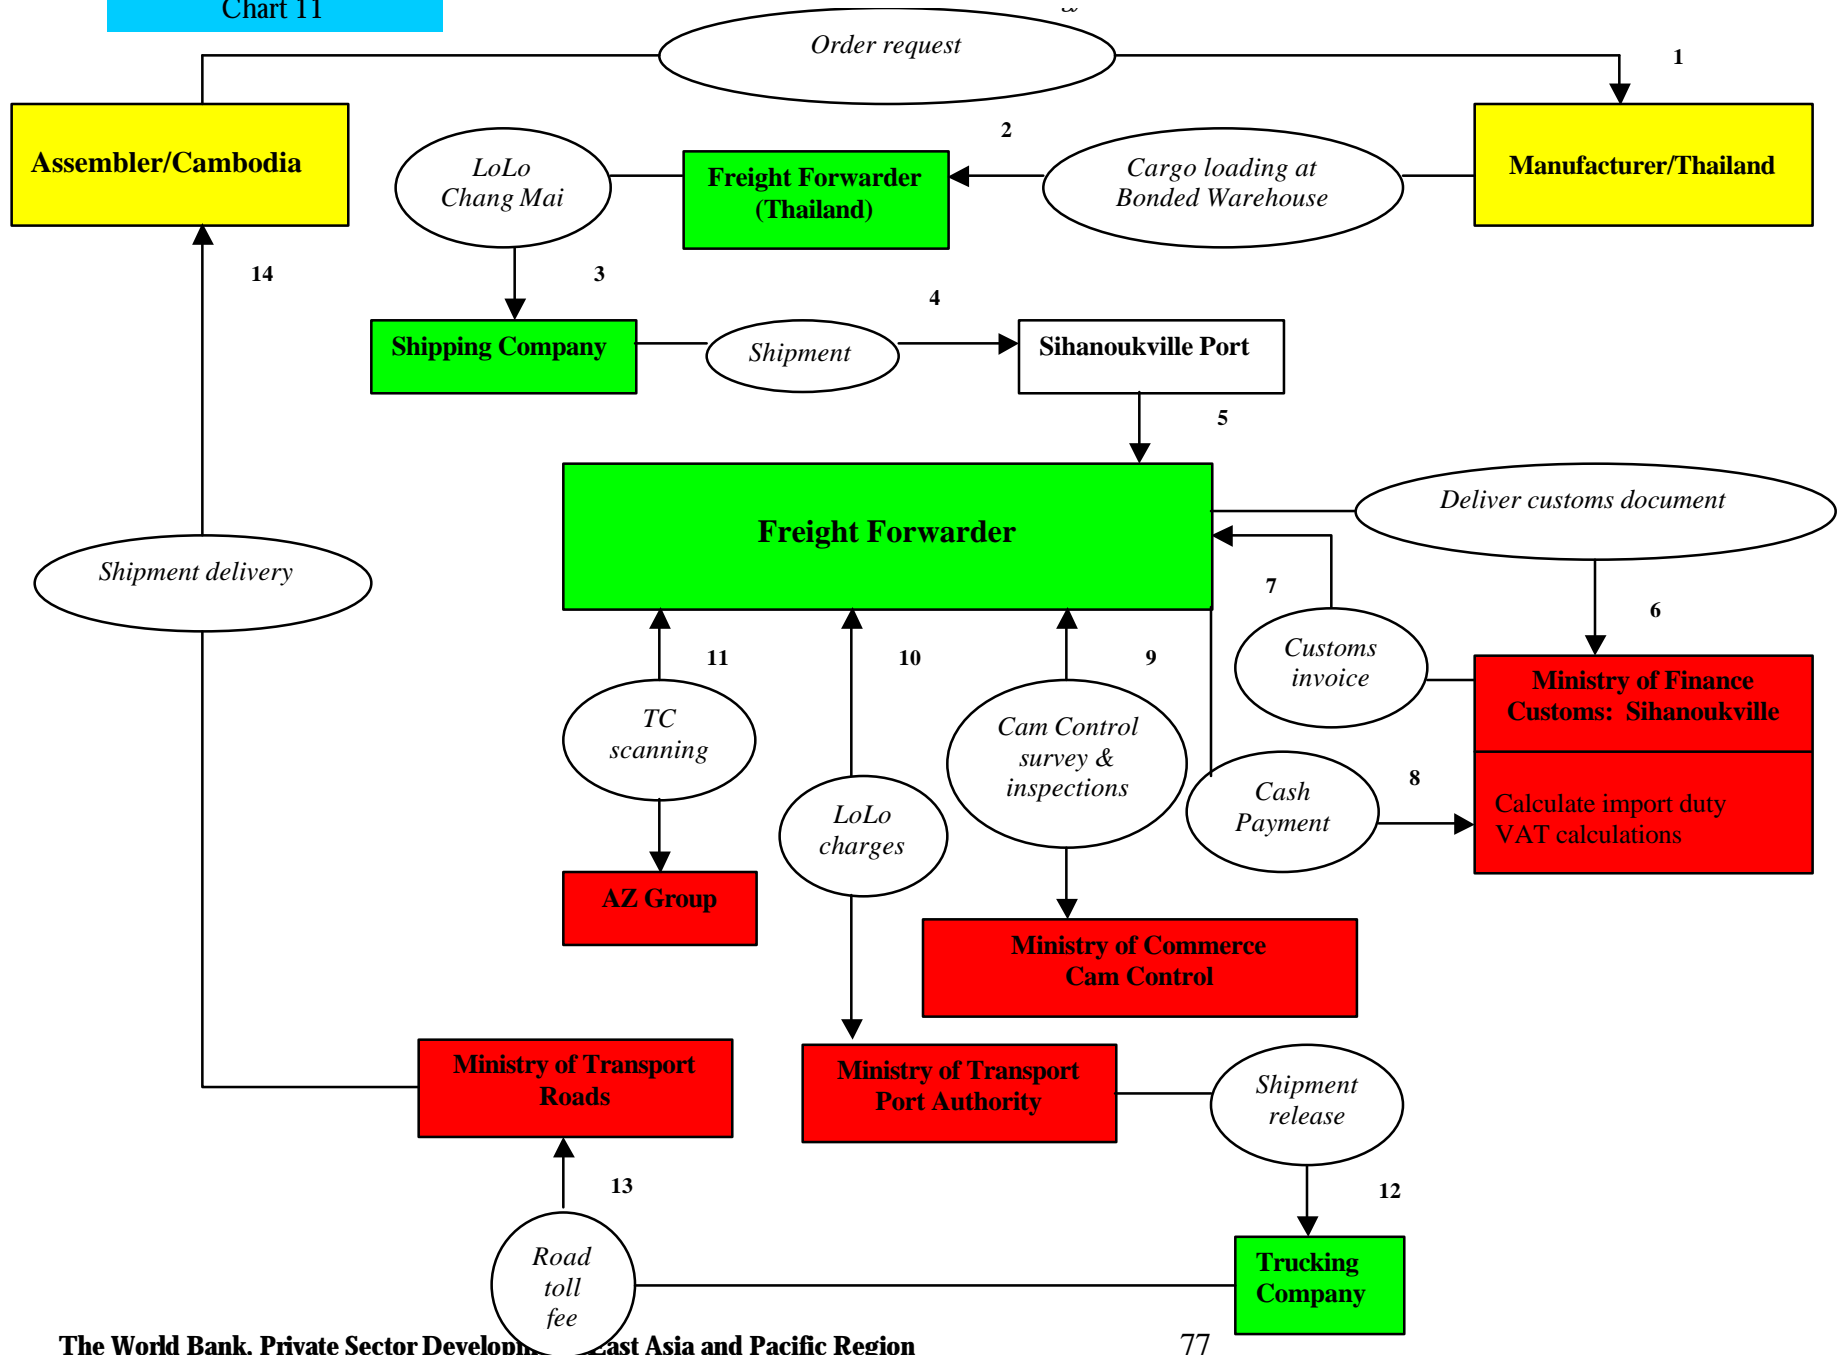 Chart 11
Order request
1
Assembler/Cambodia
LoLo
Chang Mai
Freight Forwarder
(Thailand)
2
Cargo loading at
Bonded Warehouse
Manufacturer/Thailand
14
3
4
Shipping Company
Shipment
Sihanoukville Port
5
Freight Forwarder
Deliver customs document
Shipment delivery
7
6
11
10
9
Customs
invoice
Ministry of Finance
Customs: Sihanoukville
TC
scanning
Cam Control
survey &
inspections
LoLo
charges
Cash
Payment
8
Calculate import duty
VAT calculations
AZ Group
Ministry of Commerce
Cam Control
Ministry of Transport
Roads
Ministry of Transport
Port Authority
Shipment
release
13
12
Road
toll
fee
Trucking
Company
The World Bank, Private Sector East Asia and Pacific Region
77